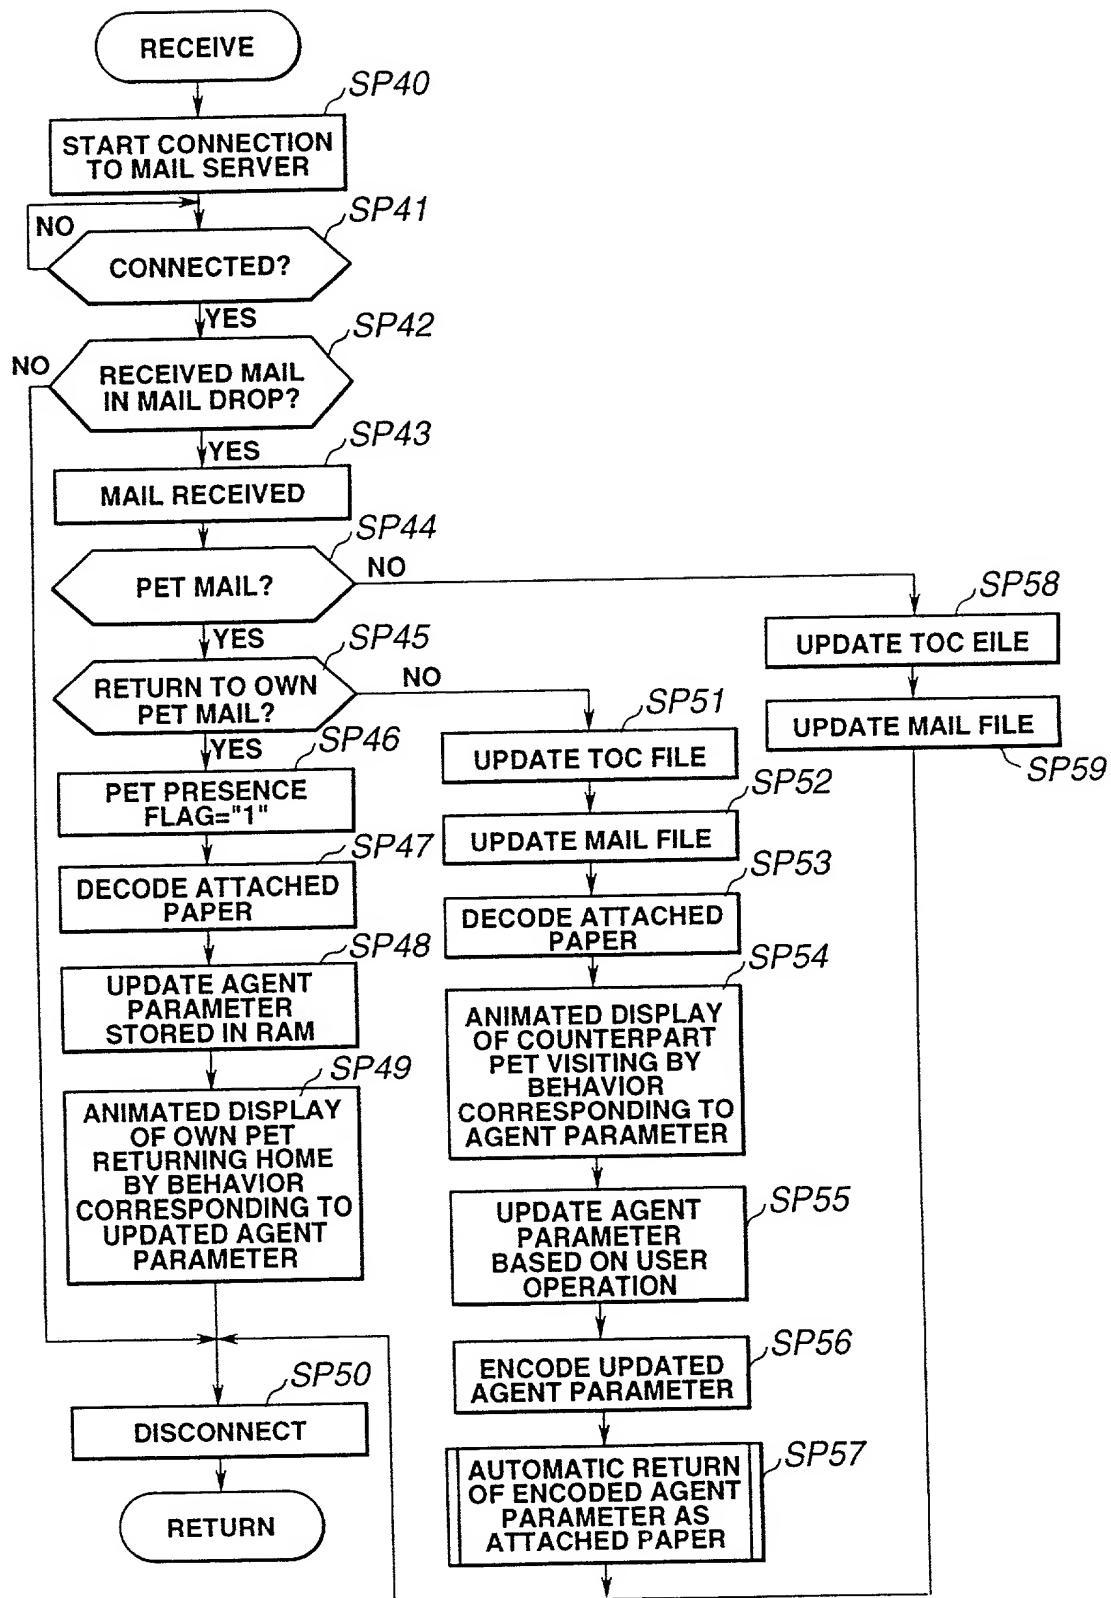 RECEIVE
SP40
START CONNECTION
TO MAIL SERVER
SP41
NO
CONNECTED?
YES
SP42
NO
RECEIVED MAIL
IN MAIL DROP?
YES
SP43
MAIL RECEIVED
SP44
PET MAIL?
NO
YES
SP45
RETURN TO OWN
PET MAIL?
NO
YES
SP46
PET PRESENCE
FLAG="1"
SP47
DECODE ATTACHED
PAPER
SP48
UPDATE AGENT
PARAMETER
STORED IN RAM
SP49
ANIMATED DISPLAY
OF OWN PET
RETURNING HOME
BY BEHAVIOR
CORRESPONDING TO
UPDATED AGENT
PARAMETER
SP50
DISCONNECT
RETURN
SP51
UPDATE TOC FILE
SP52
UPDATE MAIL FILE
SP53
DECODE ATTACHED
PAPER
SP54
ANIMATED DISPLAY
OF COUNTERPART
PET VISITING BY
BEHAVIOR
CORRESPONDING TO
AGENT PARAMETER
SP55
UPDATE AGENT
PARAMETER
BASED ON USER
OPERATION
SP56
ENCODE UPDATED
AGENT PARAMETER
SP57
AUTOMATIC RETURN
OF ENCODED AGENT
PARAMETER AS
ATTACHED PAPER
SP58
UPDATE TOC EILE
UPDATE MAIL FILE
SP59